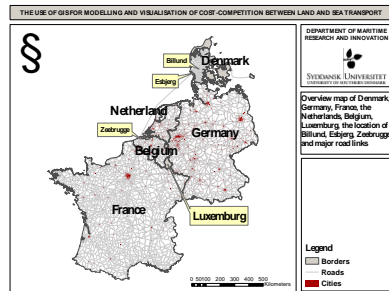 THE USE OF GIS FOR MODELLING AND VISUALISATION OF COST-COMPETITION BETWEEN LAND AND SEA TRANSPORT
§
DEPARTMENT OF MARITIME
RESEARCH AND INNOVATION
SYDDANSK UNIVERSITET
UNIVERSITY OF SOUTHERN DENMARK
Overview map of Denmark,
Germany, France, the
Netherlands, Belgium,
Luxemburg, the location of
Billund, Esbjerg, Zeebrugge
and major road links
Billund
Denmark
Esbjerg
Netherland
Zeebrugge
Germany
Belgium
France
Luxemburg
0 50100 200 300 400 500
Kilometers
Legend
Borders
Roads
Cities